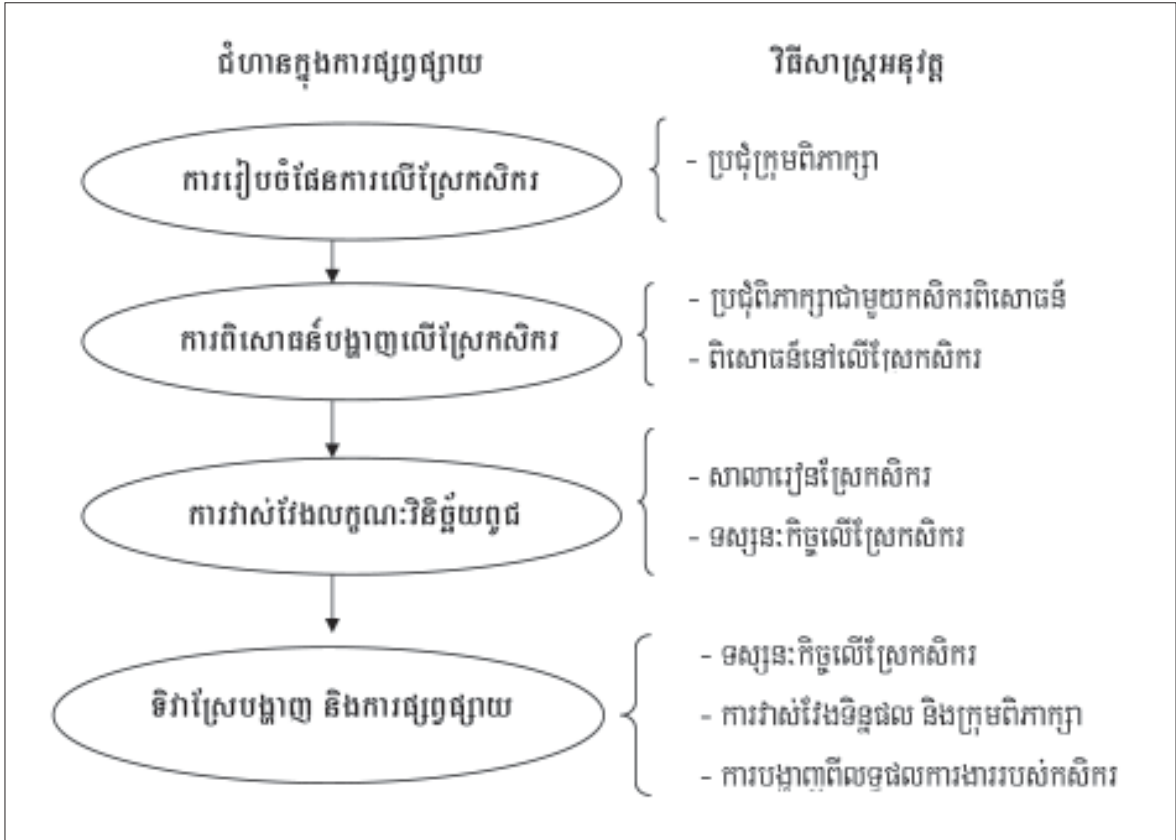 ជំហានក្នុងការផ្សព្វផ្សាយ
វិធីសាស្ត្រអនុវត្ត
ការរៀបចំផែនការលើស្រែកសិករ
- ប្រជុំក្រុមពិភាក្សា
ការពិសោធន៍បង្ហាញលើស្រែកសិករ
- ប្រជុំពិភាក្សាជាមួយកសិករពិសោធន៍
- ពិសោធន៍នៅលើស្រែកសិករ
ការវាស់វែងលក្ខណៈវិនិច្ឆ័យពូជ
- សាលារៀនស្រែកសិករ
- ទស្សនៈកិច្ចលើស្រែកសិករ
ទិវាស្រែបង្ហាញ និងការផ្សព្វផ្សាយ
- ទស្សនៈកិច្ចលើស្រែកសិករ
- ការវាស់វែងទិន្នផល និងក្រុមពិភាក្សា
- ការបង្ហាញពីលទ្ធផលការងាររបស់កសិករ